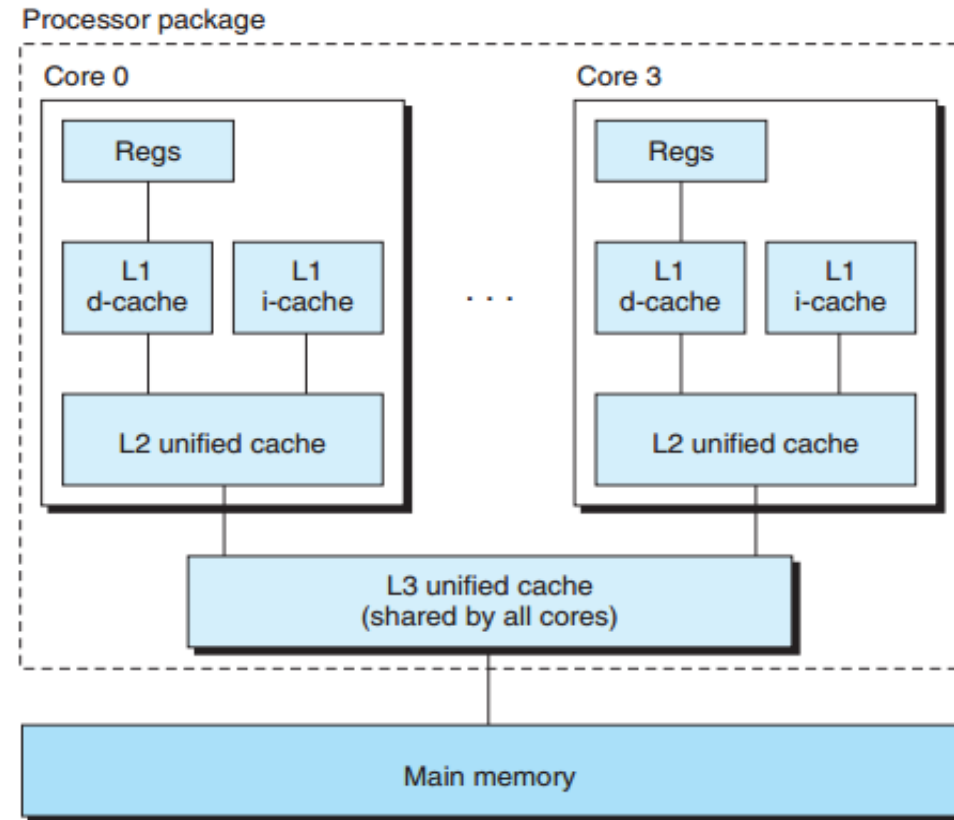 Processor package
Core 0
Core 3
Regs
Regs
L1
d-cache
L1
i-cache
. . .
L1
d-cache
L1
i-cache
L2 unified cache
L2 unified cache
L3 unified cache
(shared by all cores)
Main memory